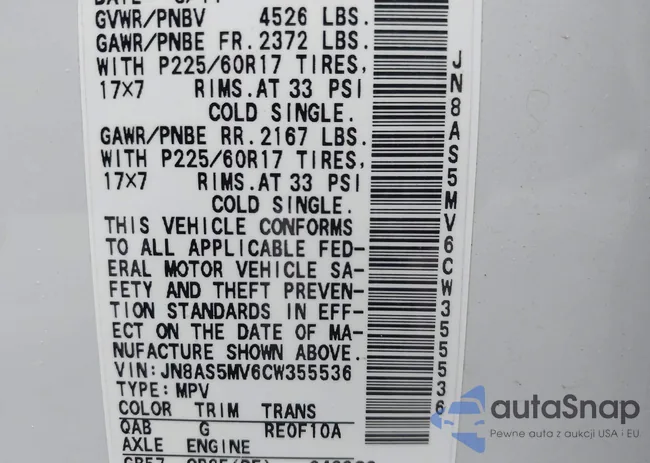 GVWR/PNBV 4526 LBS.
GAWR/PNBE FR. 2372 LBS.
WITH P225/60R17 TIRES,
17×7 RIMS. AT 33 PSI
COLD SINGLE.
GAWR/PNBE RR. 2167 LBS.
WITH P225/60R17 TIRES,
17×7 RIMS. AT 33 PSI
COLD SINGLE.
THIS VEHICLE CONFORMS
TO ALL APPLICABLE FED-
ERAL MOTOR VEHICLE SA-
FETY AND THEFT PREVEN-
TION STANDARDS IN EFF-
ECT ON THE DATE OF MA-
NUFACTURE SHOWN ABOVE.
VIN: JN8AS5MV6CW355536
TYPE: MPV
COLOR TRIM TRANS
QAB G RE0F10A
AXLE ENGINE
JN8AS5MV6CW355536
autaSnap
Pewne auta z aukcji USA i EU